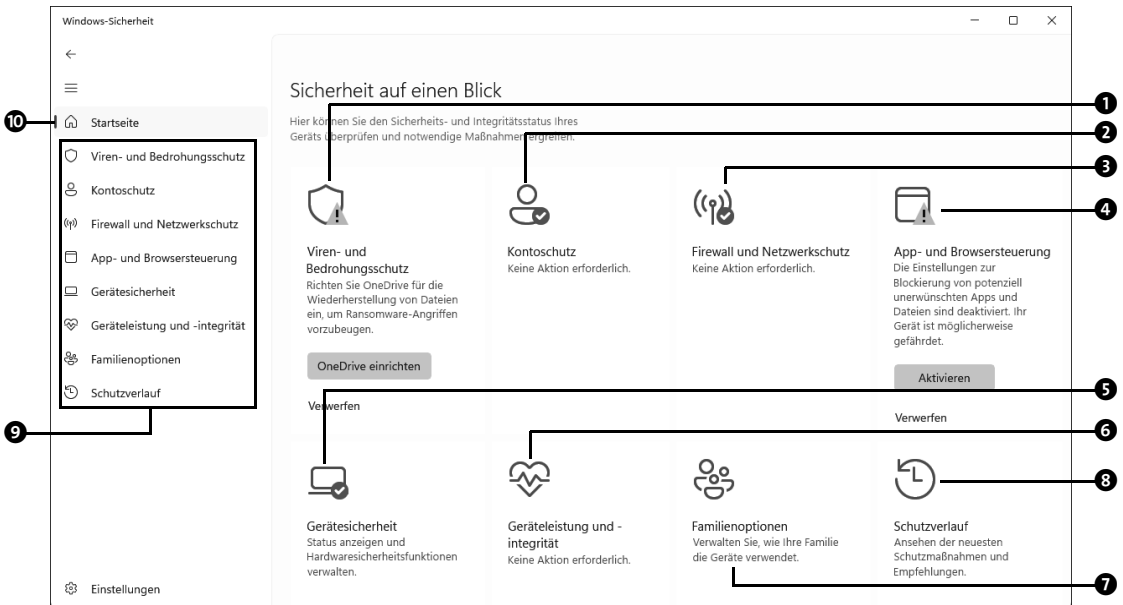 Windows-Sicherheit
Startseite
Viren- und Bedrohungsschutz
Kontoschutz
Firewall und Netzwerkschutz
App- und Browsersteuerung
Gerätesicherheit
Geräteleistung und -integrität
Familienoptionen
Schutzverlauf
Einstellungen
Sicherheit auf einen Blick
Hier können Sie den Sicherheits- und Integritätsstatus Ihres
Geräts überprüfen und notwendige Maßnahmen ergreifen.
Viren- und
Bedrohungsschutz
Richten Sie OneDrive für die
Wiederherstellung von Dateien
ein, um Ransomware-Angriffen
vorzubeugen.
OneDrive einrichten
Verwerfen
Kontoschutz
Keine Aktion erforderlich.
Firewall und Netzwerkschutz
Keine Aktion erforderlich.
App- und Browsersteuerung
Die Einstellungen zur
Blockierung von potenziell
unerwünschten Apps und
Dateien sind deaktiviert. Ihr
Gerät ist möglicherweise
gefährdet.
Aktivieren
Verwerfen
Gerätesicherheit
Status anzeigen und
Hardwaresicherheitsfunktionen
verwalten.
Geräteleistung und -
integrität
Keine Aktion erforderlich.
Familienoptionen
Verwalten Sie, wie Ihre Familie
die Geräte verwendet.
Schutzverlauf
Ansehen der neuesten
Schutzmaßnahmen und
Empfehlungen.
1
2
3
4
5
6
7
8
9
10